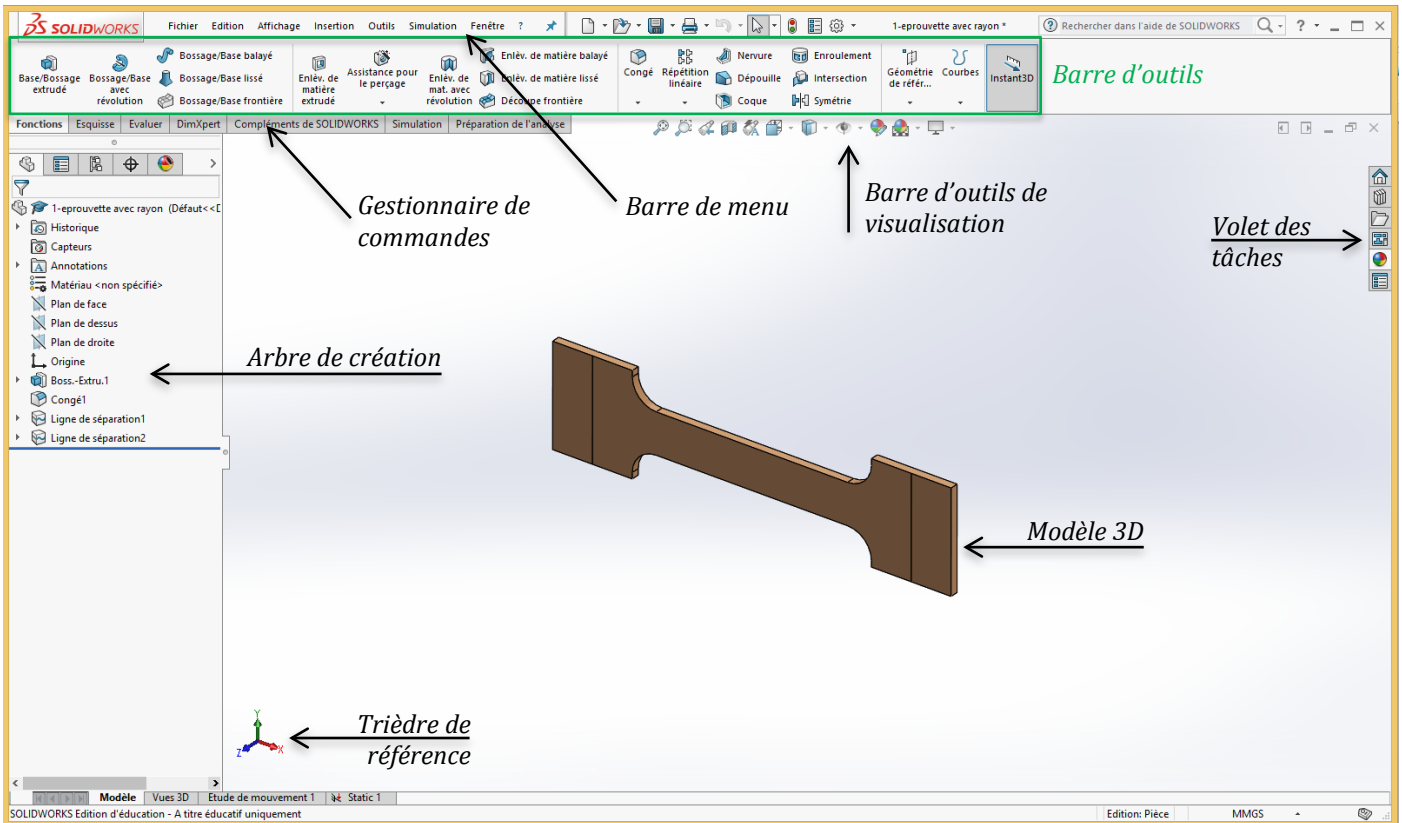 SOLIDWORKS Fichier Edition Affichage Insertion Outils Simulation Fenêtre ? 1-eprouvette avec rayon * Rechercher dans l'aide de SOLIDWORKS ?
Base/Bossage extrudé
Bossage/Base avec révolution
Bossage/Base balayé
Bossage/Base lissé
Bossage/Base frontière
Enlèv. de matière extrudé
Assistance pour le perçage
Enlèv. de mat. avec révolution
Enlèv. de matière balayé
Enlèv. de matière lissé
Découpe frontière
Congé
Répétition linéaire
Nervure
Dépouille
Coque
Enroulement
Intersection
Symétrie
Géométrie de référ...
Courbes
Instant3D
Barre d'outils
Fonctions Esquisse Evaluer DimXpert Compléments de SOLIDWORKS Simulation Préparation de l'analyse
1-eprouvette avec rayon (Défaut<<D
Historique
Capteurs
Annotations
Matériau <non spécifié>
Plan de face
Plan de dessus
Plan de droite
Origine
Boss.-Extru.1
Congé1
Ligne de séparation1
Ligne de séparation2
Gestionnaire de
commandes
Barre de menu
Barre d'outils de
visualisation
Volet des
tâches
Arbre de création
Modèle 3D
Trièdre de
référence
Y
Z
X
Modèle Vues 3D Etude de mouvement 1 Static 1
SOLIDWORKS Edition d'éducation - A titre éducatif uniquement Edition: Pièce MMGS